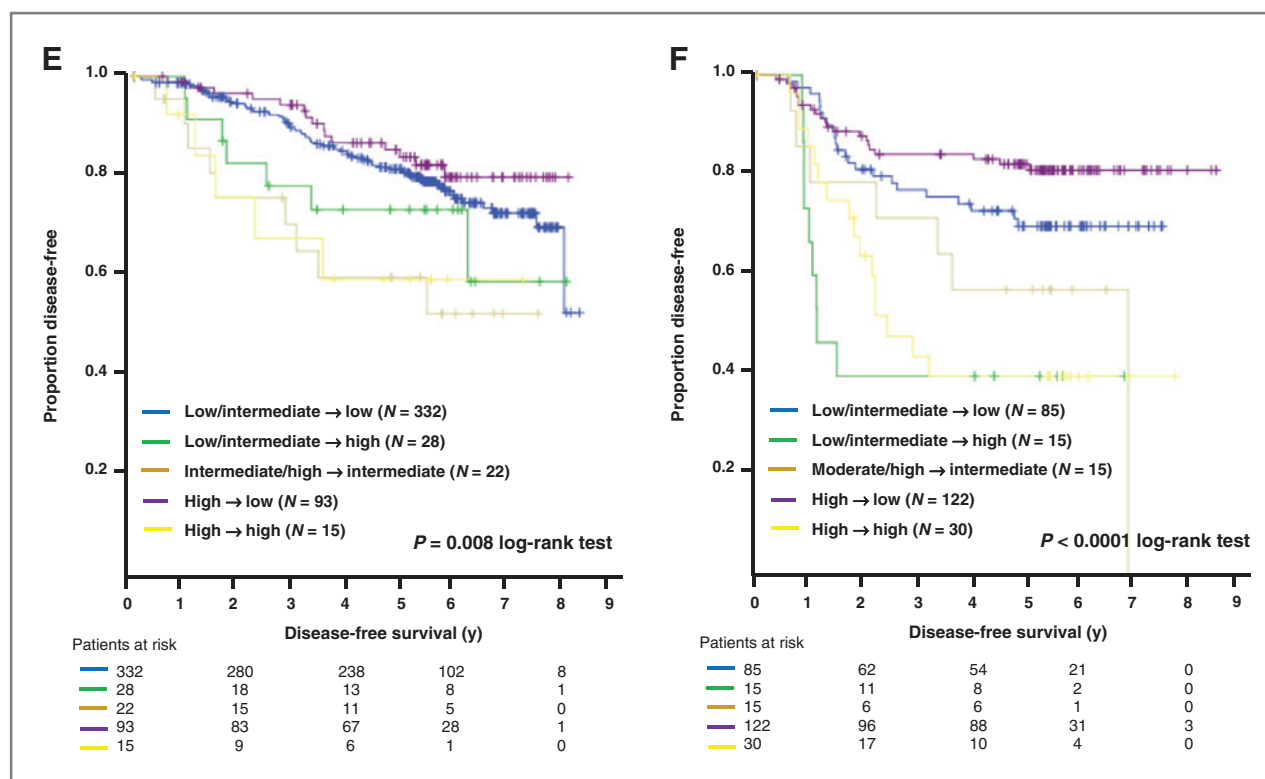 E
1.0
0.8
0.6
0.4
0.2
Proportion disease-free
Low/intermediate → low (N = 332)
Low/intermediate → high (N = 28)
Intermediate/high → intermediate (N = 22)
High → low (N = 93)
High → high (N = 15)
P = 0.008 log-rank test
0 1 2 3 4 5 6 7 8 9
Disease-free survival (y)
Patients at risk
332 280 238 102 8
28 18 13 8 1
22 15 11 5 0
93 83 67 28 1
15 9 6 1 0
F
1.0
0.8
0.6
0.4
0.2
Proportion disease-free
Low/intermediate → low (N = 85)
Low/intermediate → high (N = 15)
Moderate/high → intermediate (N = 15)
High → low (N = 122)
High → high (N = 30)
P < 0.0001 log-rank test
0 1 2 3 4 5 6 7 8 9
Disease-free survival (y)
Patients at risk
85 62 54 21 0
15 11 8 2 0
15 6 6 1 0
122 96 88 31 3
30 17 10 4 0